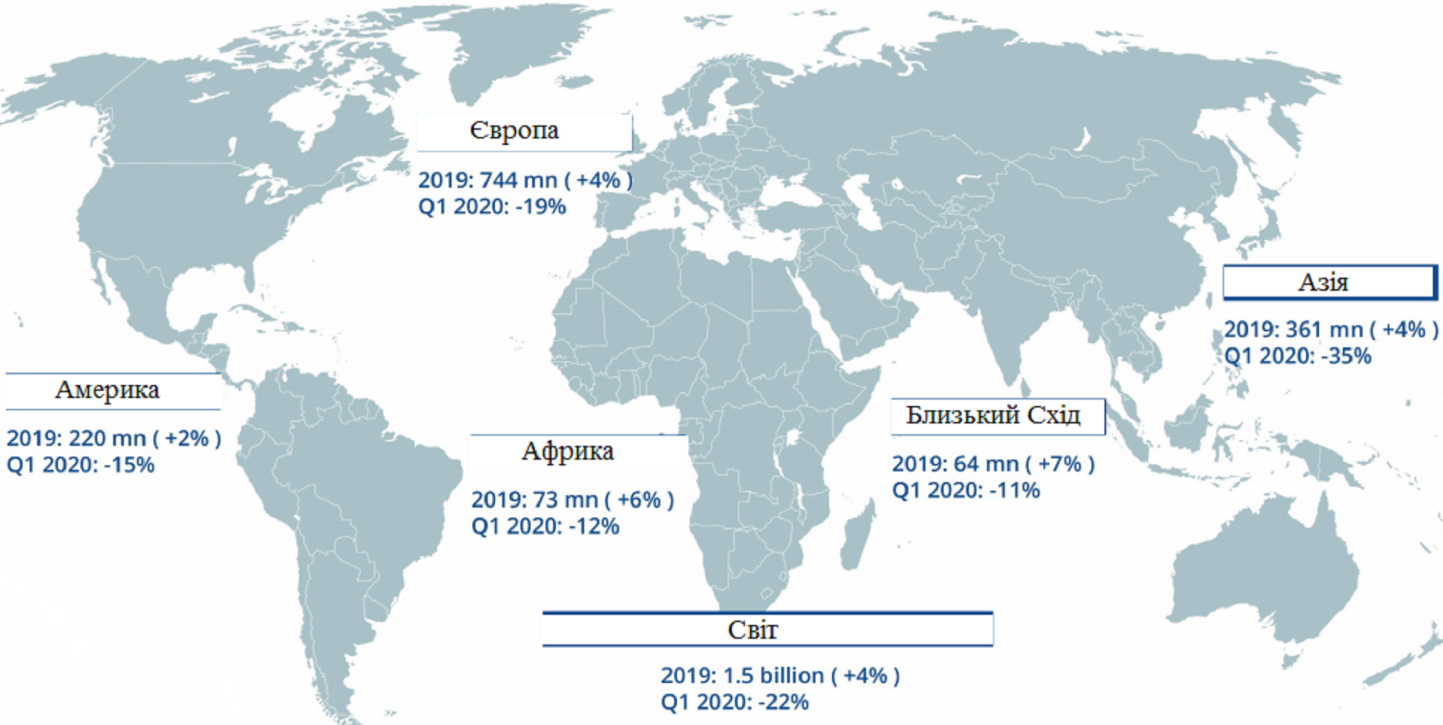 Європа
2019: 744 mn ( +4% )
Q1 2020: -19%
Азія
2019: 361 mn ( +4% )
Q1 2020: -35%
Америка
2019: 220 mn ( +2% )
Q1 2020: -15%
Африка
2019: 73 mn ( +6% )
Q1 2020: -12%
Близький Схід
2019: 64 mn ( +7% )
Q1 2020: -11%
Світ
2019: 1.5 billion ( +4% )
Q1 2020: -22%